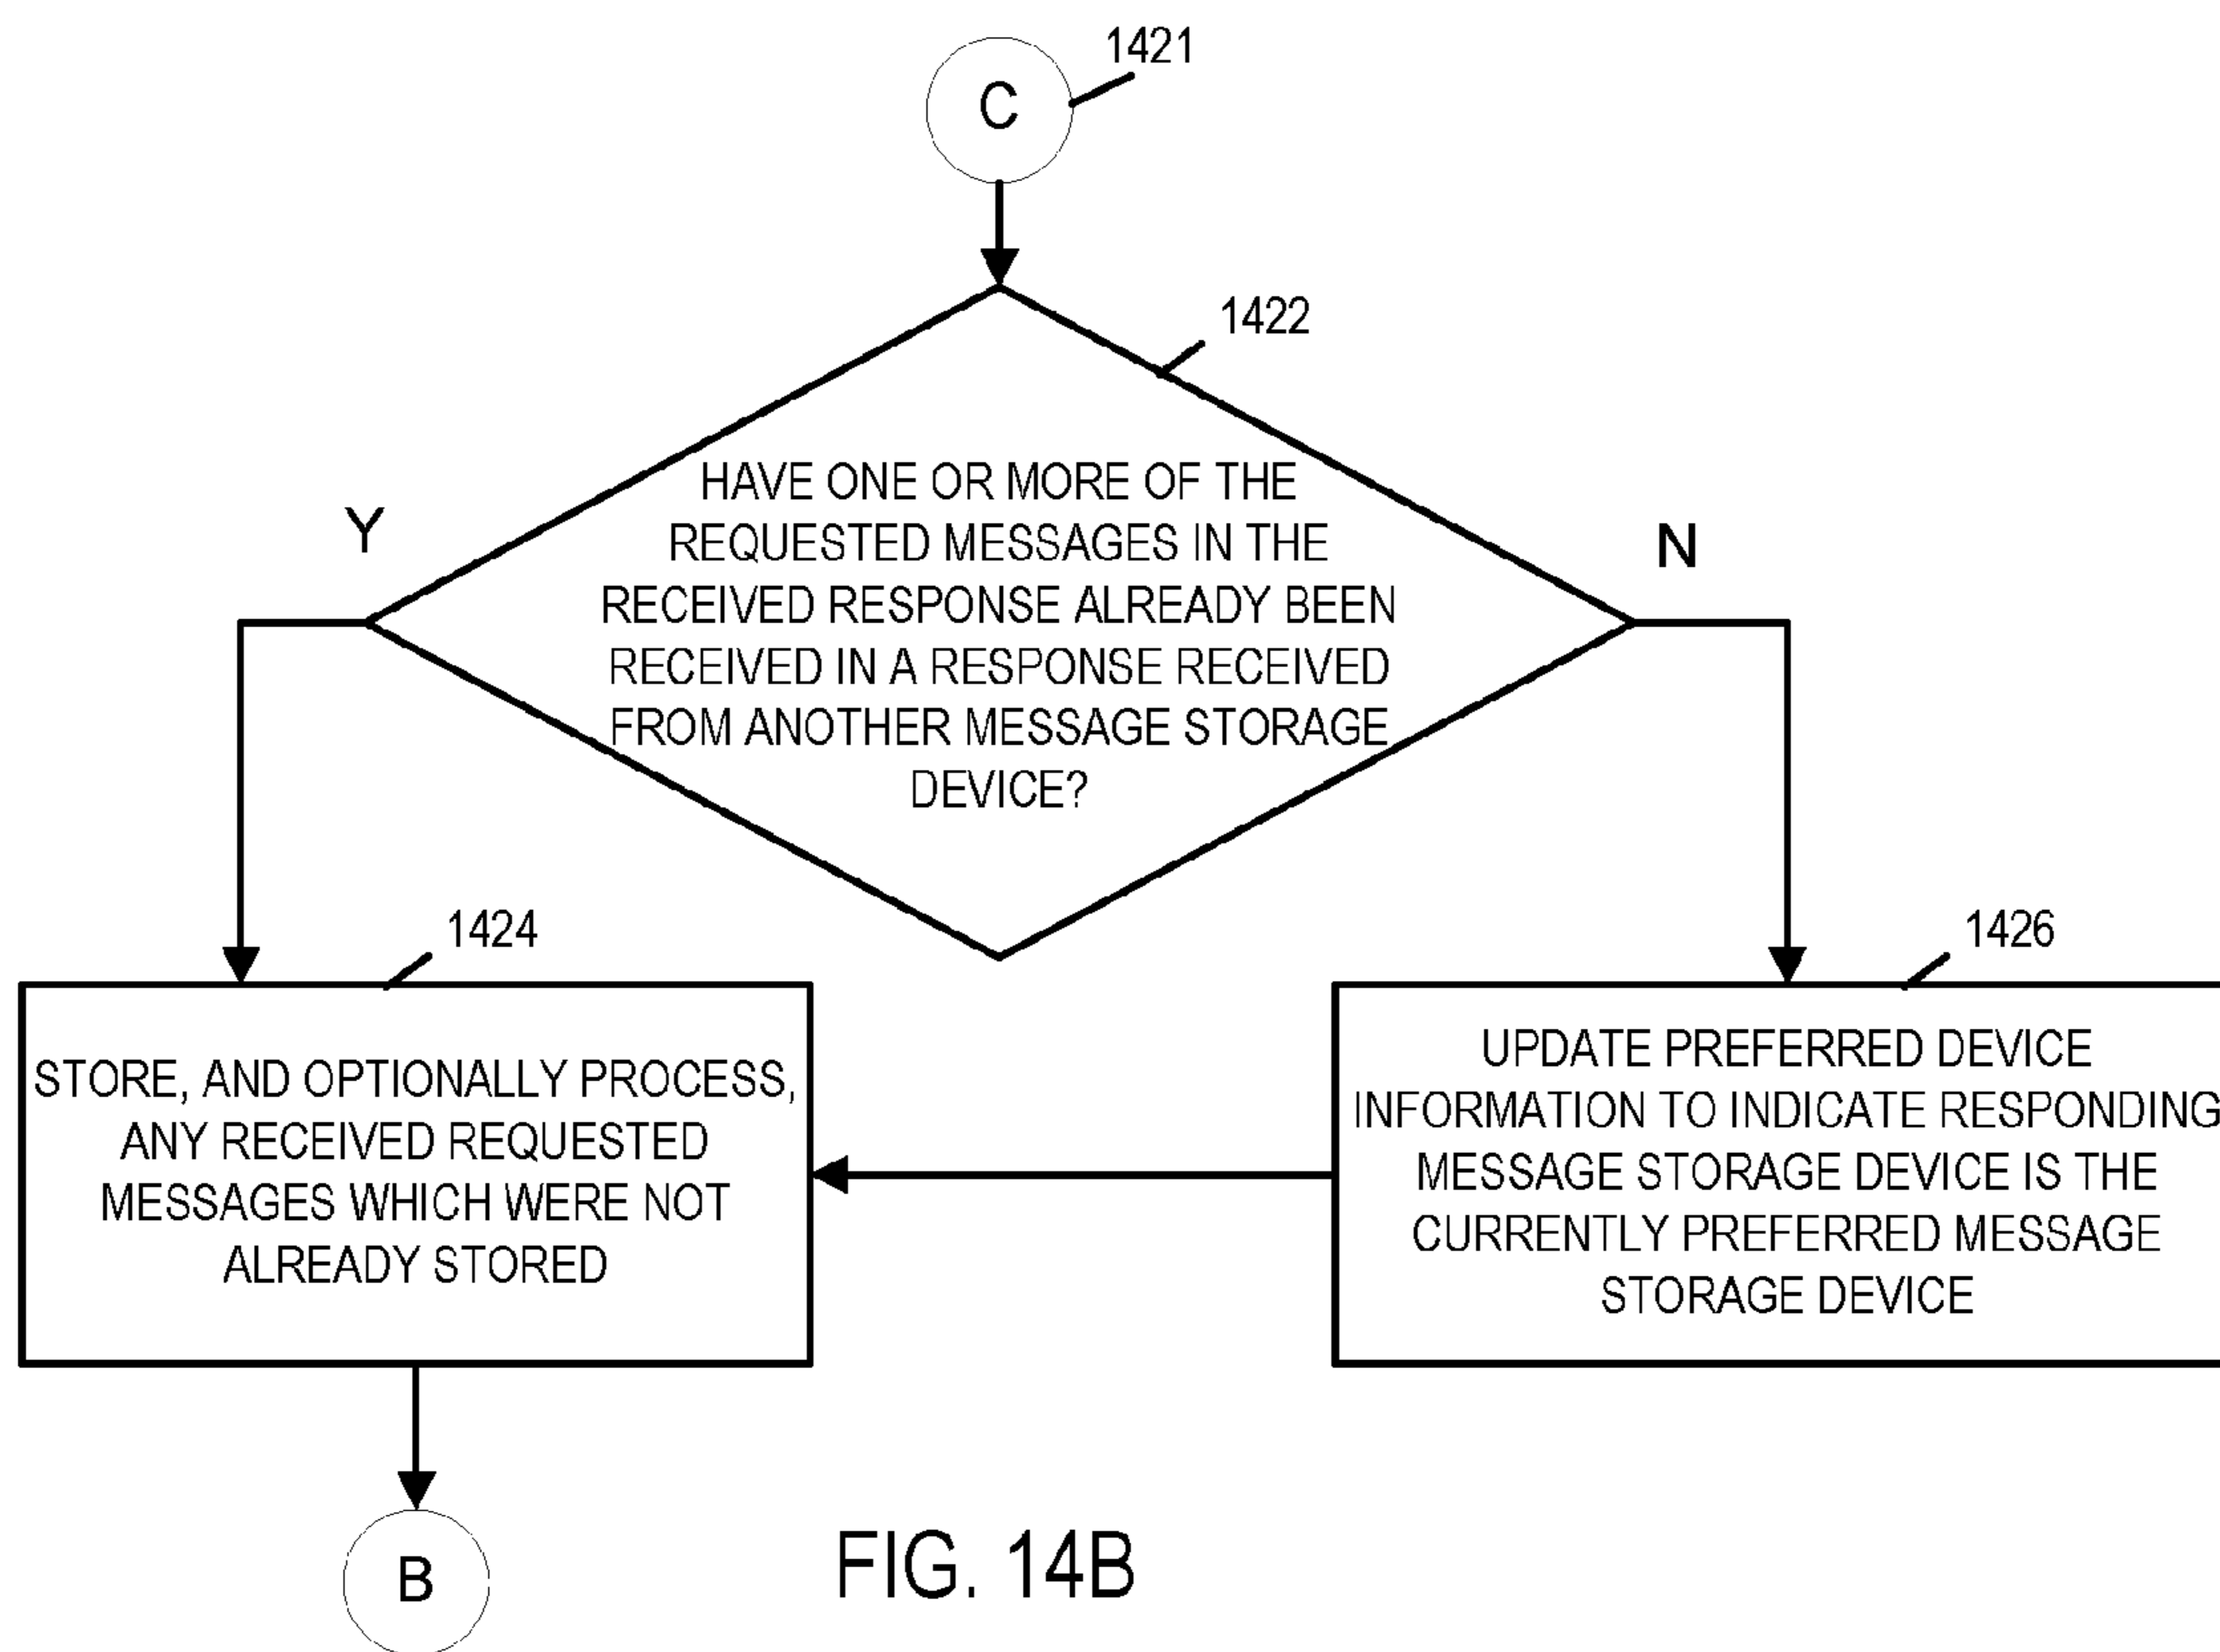 1421
C
1422
HAVE ONE OR MORE OF THE
REQUESTED MESSAGES IN THE
RECEIVED RESPONSE ALREADY BEEN
RECEIVED IN A RESPONSE RECEIVED
FROM ANOTHER MESSAGE STORAGE
DEVICE?
Y
N
1424
STORE, AND OPTIONALLY PROCESS,
ANY RECEIVED REQUESTED
MESSAGES WHICH WERE NOT
ALREADY STORED
1426
UPDATE PREFERRED DEVICE
INFORMATION TO INDICATE RESPONDING
MESSAGE STORAGE DEVICE IS THE
CURRENTLY PREFERRED MESSAGE
STORAGE DEVICE
B
FIG. 14B